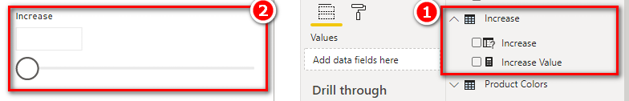 Increase
2
Values
Add data fields here
Drill through
1
Increase
Increase
Increase Value
Product Colors